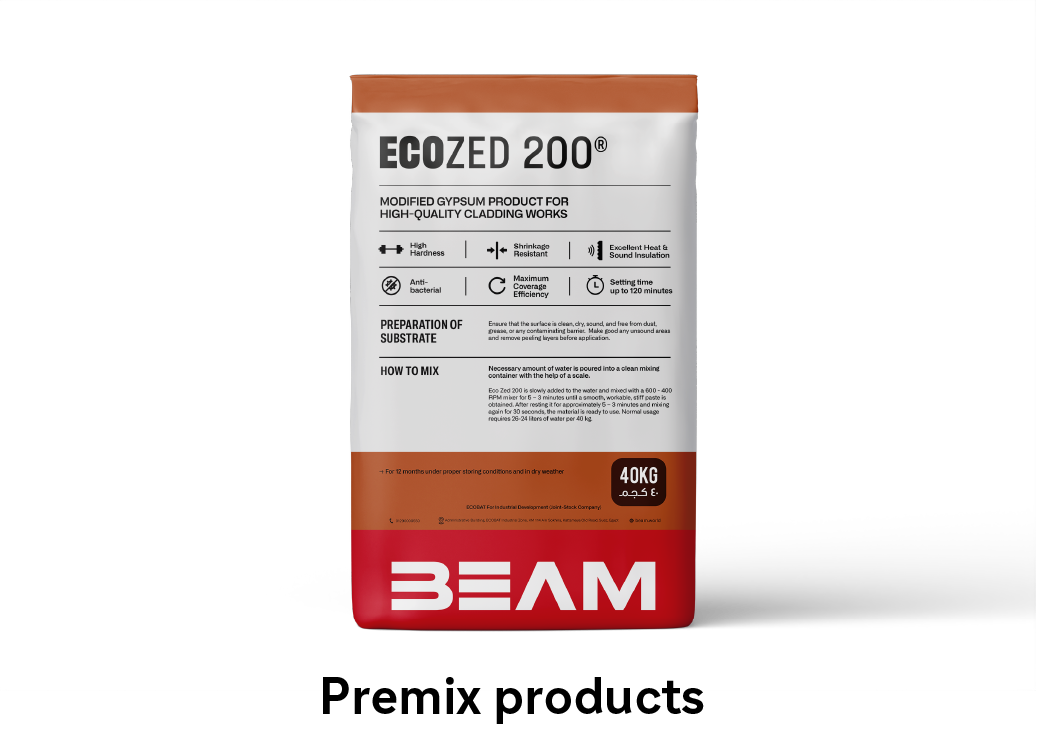 ECOZED 200®
MODIFIED GYPSUM PRODUCT FOR
HIGH-QUALITY CLADDING WORKS
High
Hardness
Shrinkage
Resistant
Excellent Heat &
Sound Insulation
Anti-
bacterial
Maximum
Coverage
Efficiency
Setting time
up to 120 minutes
PREPARATION OF
SUBSTRATE
Ensure that the surface is clean, dry, sound, and free from dust,
grease, or any contaminating barrier. Make good any unsound areas
and remove peeling layers before application.
HOW TO MIX
Necessary amount of water is poured into a clean mixing
container with the help of a scale.
Eco Zed 200 is slowly added to the water and mixed with a 600 - 400
RPM mixer for 5 – 3 minutes until a smooth, workable, stiff paste is
obtained. After resting it for approximately 5 – 3 minutes and mixing
again for 30 seconds, the material is ready to use. Normal usage
requires 26-24 liters of water per 40 kg.
→ For 12 months under proper storing conditions and in dry weather
40KG
٤٠ كجم
ECOBAT For Industrial Development (Joint-Stock Company)
BEAM
Premix products